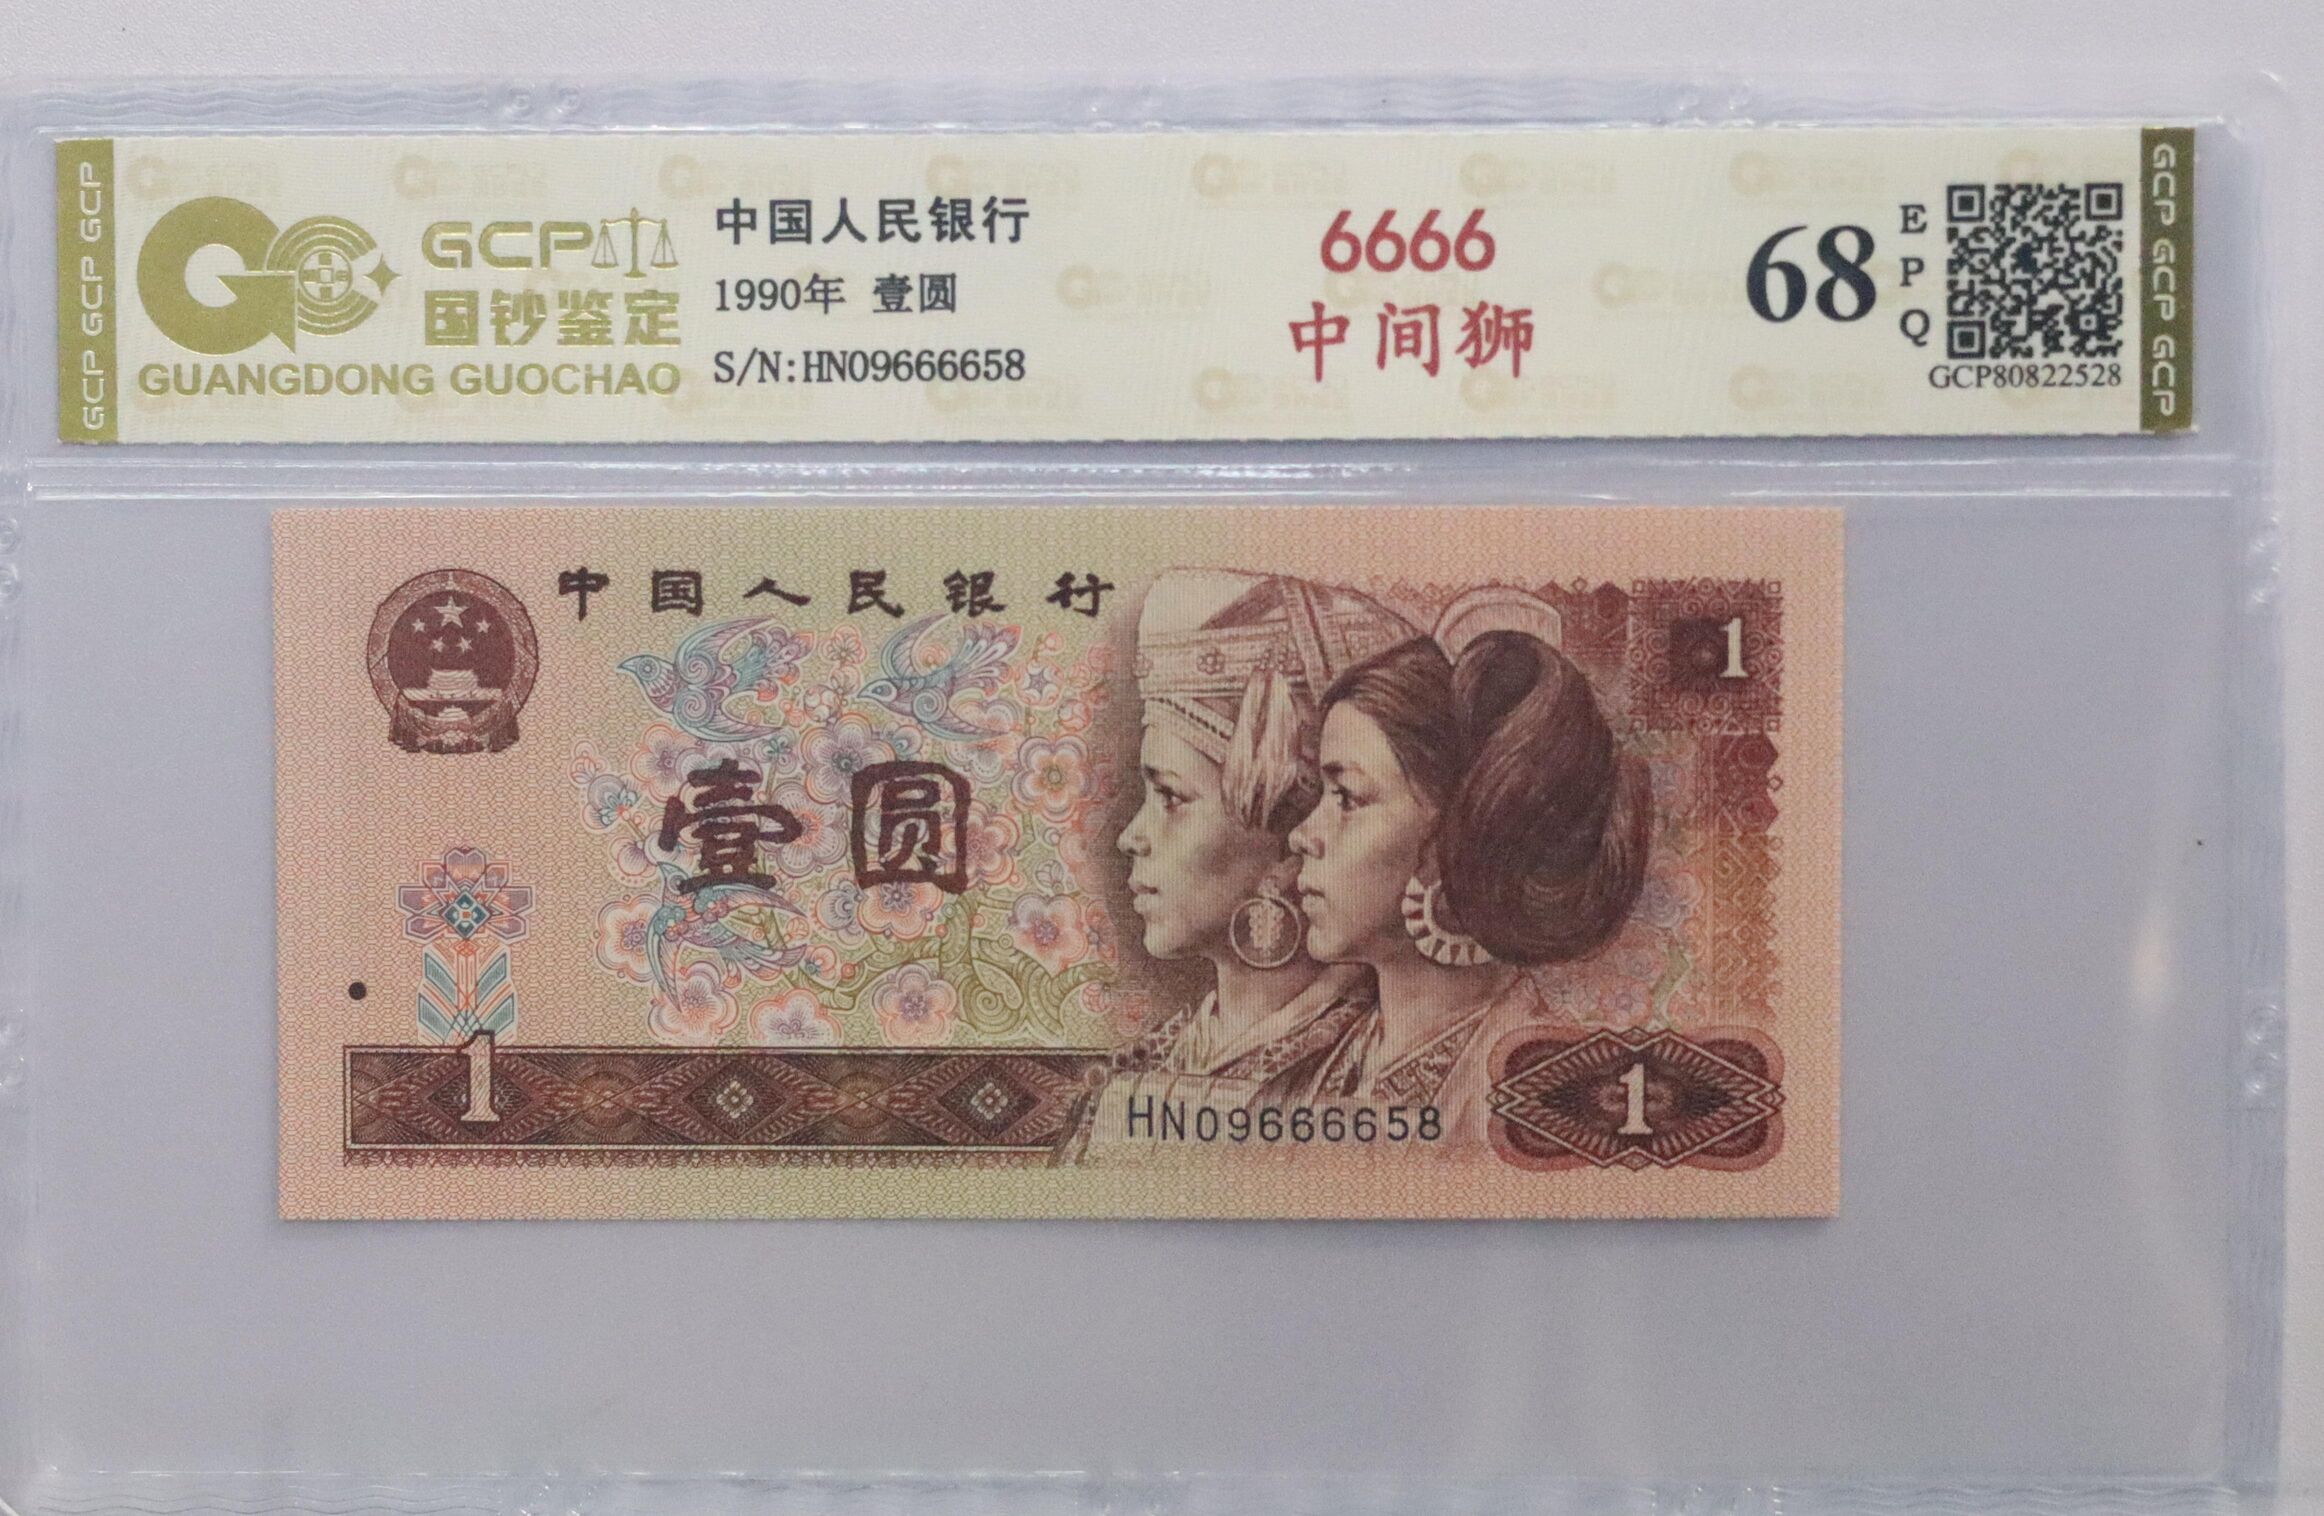 GCP GCP GCP
GCP
国钞鉴定
GUANGDONG GUOCHAO
中国人民银行
1990年 壹圆
S/N:HN09666658
6666
中间狮
68
EPQ
GCP80822528
GCP GCP GCP
中国人民银行
1
壹圆
1
HN09666658
1